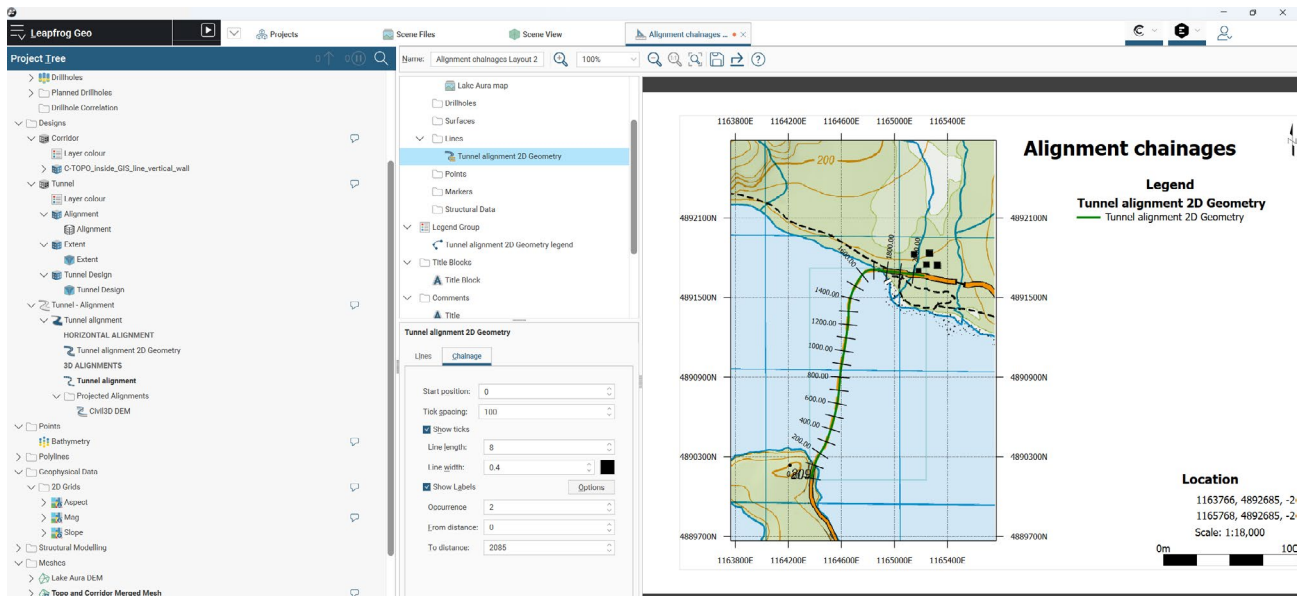 Leapfrog Geo
Projects
Scene Files
Scene View
Alignment chainages ...
Project Tree
Name: Alignment chainages Layout 2
100%
Drillholes
Planned Drillholes
Drillhole Correlation
Designs
Corridor
Layer colour
C-TOPO_inside_GIS_line_vertical_wall
Tunnel
Layer colour
Alignment
Alignment
Extent
Extent
Tunnel Design
Tunnel Design
Tunnel - Alignment
Tunnel alignment
HORIZONTAL ALIGNMENT
Tunnel alignment 2D Geometry
3D ALIGNMENTS
Tunnel alignment
Projected Alignments
Civil3D DEM
Points
Bathymetry
Polylines
Geophysical Data
2D Grids
Aspect
Mag
Slope
Structural Modelling
Meshes
Lake Aura DEM
Topo and Corridor Merged Mesh
Lake Aura map
Drillholes
Surfaces
Lines
Tunnel alignment 2D Geometry
Points
Markers
Structural Data
Legend Group
Tunnel alignment 2D Geometry legend
Title Blocks
Title Block
Comments
Title
Tunnel alignment 2D Geometry
Lines Chainage
Start position: 0
Tick spacing: 100
Show ticks
Line length: 8
Line width: 0.4
Show Labels Options
Occurrence 2
From distance: 0
To distance: 2085
1163800E 1164200E 1164600E 1165000E 1165400E
200
4892100N
4892100N
1800.00
1600.00
4891500N
4891500N
1400.00
1200.00
1000.00
4890900N
800.00
4890900N
600.00
400.00
200.00
4890300N
4890300N
809
4889700N
4889700N
1163800E 1164200E 1164600E 1165000E 1165400E
Alignment chainages
N
Legend
Tunnel alignment 2D Geometry
Tunnel alignment 2D Geometry
Location
1163766, 4892685, -2
1165768, 4892685, -2
Scale: 1:18,000
0m 100